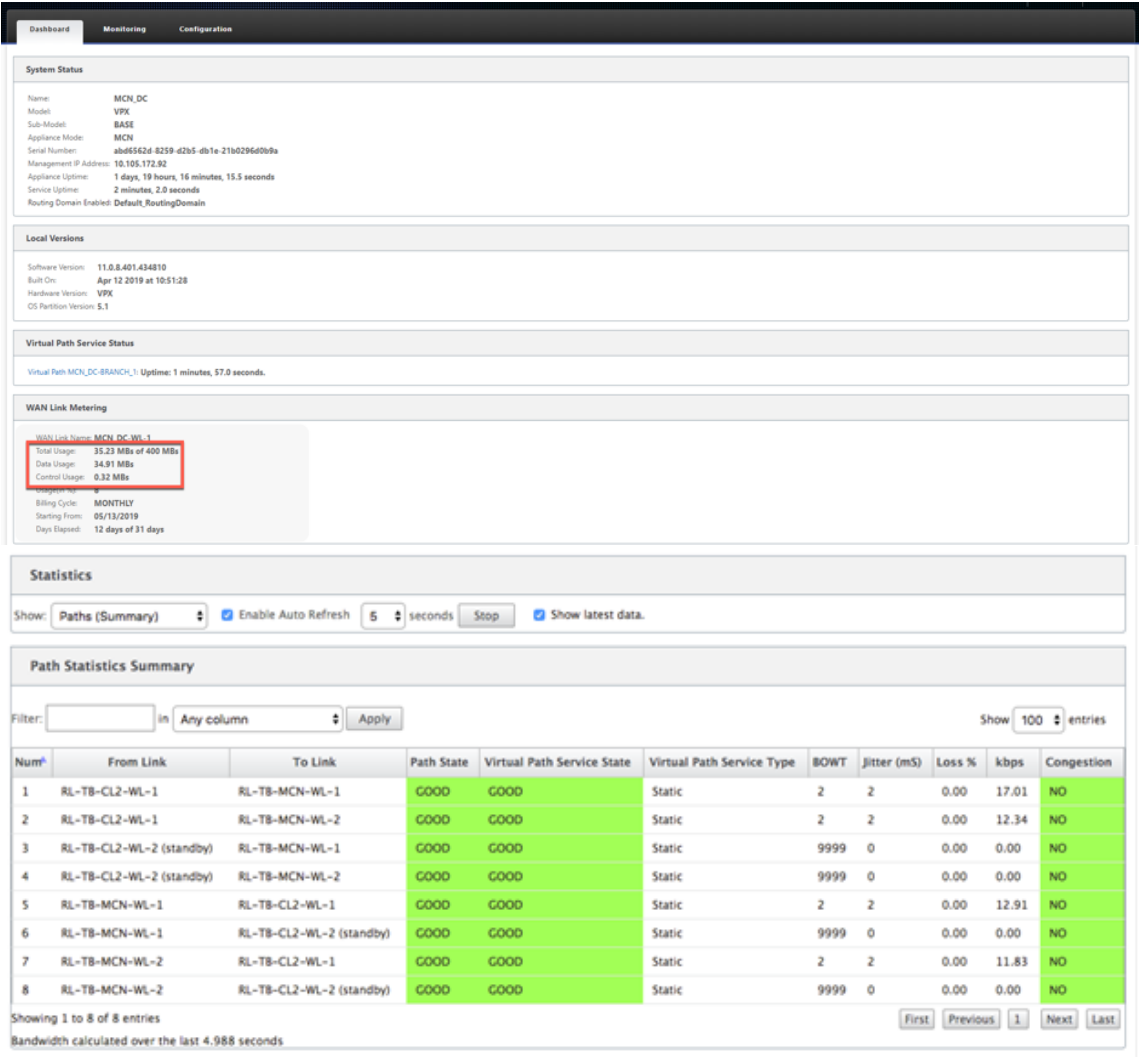 Dashboard Monitoring Configuration
System Status
Name: MCN_DC
Model: VPX
Sub-Model: BASE
Appliance Mode: MCN
Serial Number: abd6562d-8259-d2b5-db1e-21b0296d0b9a
Management IP Address: 10.105.172.92
Appliance Uptime: 1 days, 19 hours, 16 minutes, 15.5 seconds
Service Uptime: 2 minutes, 2.0 seconds
Routing Domain Enabled: Default_RoutingDomain
Local Versions
Software Version: 11.0.8.401.434810
Built On: Apr 12 2019 at 10:51:28
Hardware Version: VPX
OS Partition Version: 5.1
Virtual Path Service Status
Virtual Path MCN_DC-BRANCH_1: Uptime: 1 minutes, 57.0 seconds.
WAN Link Metering
WAN Link Name: MCN_DC-WL-1
Total Usage: 35.23 MBs of 400 MBs
Data Usage: 34.91 MBs
Control Usage: 0.32 MBs
Usage(in %): 8
Billing Cycle: MONTHLY
Starting From: 05/13/2019
Days Elapsed: 12 days of 31 days
Statistics
Show: Paths (Summary) Enable Auto Refresh 5 seconds Stop Show latest data.
Path Statistics Summary
Filter: in Any column Apply Show 100 entries
Num From Link To Link Path State Virtual Path Service State Virtual Path Service Type BOWT Jitter (mS) Loss % kbps Congestion
1 RL-TB-CL2-WL-1 RL-TB-MCN-WL-1 GOOD GOOD Static 2 2 0.00 17.01 NO
2 RL-TB-CL2-WL-1 RL-TB-MCN-WL-2 GOOD GOOD Static 2 2 0.00 12.34 NO
3 RL-TB-CL2-WL-2 (standby) RL-TB-MCN-WL-1 GOOD GOOD Static 9999 0 0.00 0.00 NO
4 RL-TB-CL2-WL-2 (standby) RL-TB-MCN-WL-2 GOOD GOOD Static 9999 0 0.00 0.00 NO
5 RL-TB-MCN-WL-1 RL-TB-CL2-WL-1 GOOD GOOD Static 2 2 0.00 12.91 NO
6 RL-TB-MCN-WL-1 RL-TB-CL2-WL-2 (standby) GOOD GOOD Static 9999 0 0.00 0.00 NO
7 RL-TB-MCN-WL-2 RL-TB-CL2-WL-1 GOOD GOOD Static 2 2 0.00 11.83 NO
8 RL-TB-MCN-WL-2 RL-TB-CL2-WL-2 (standby) GOOD GOOD Static 9999 0 0.00 0.00 NO
Showing 1 to 8 of 8 entries First Previous 1 Next Last
Bandwidth calculated over the last 4.988 seconds